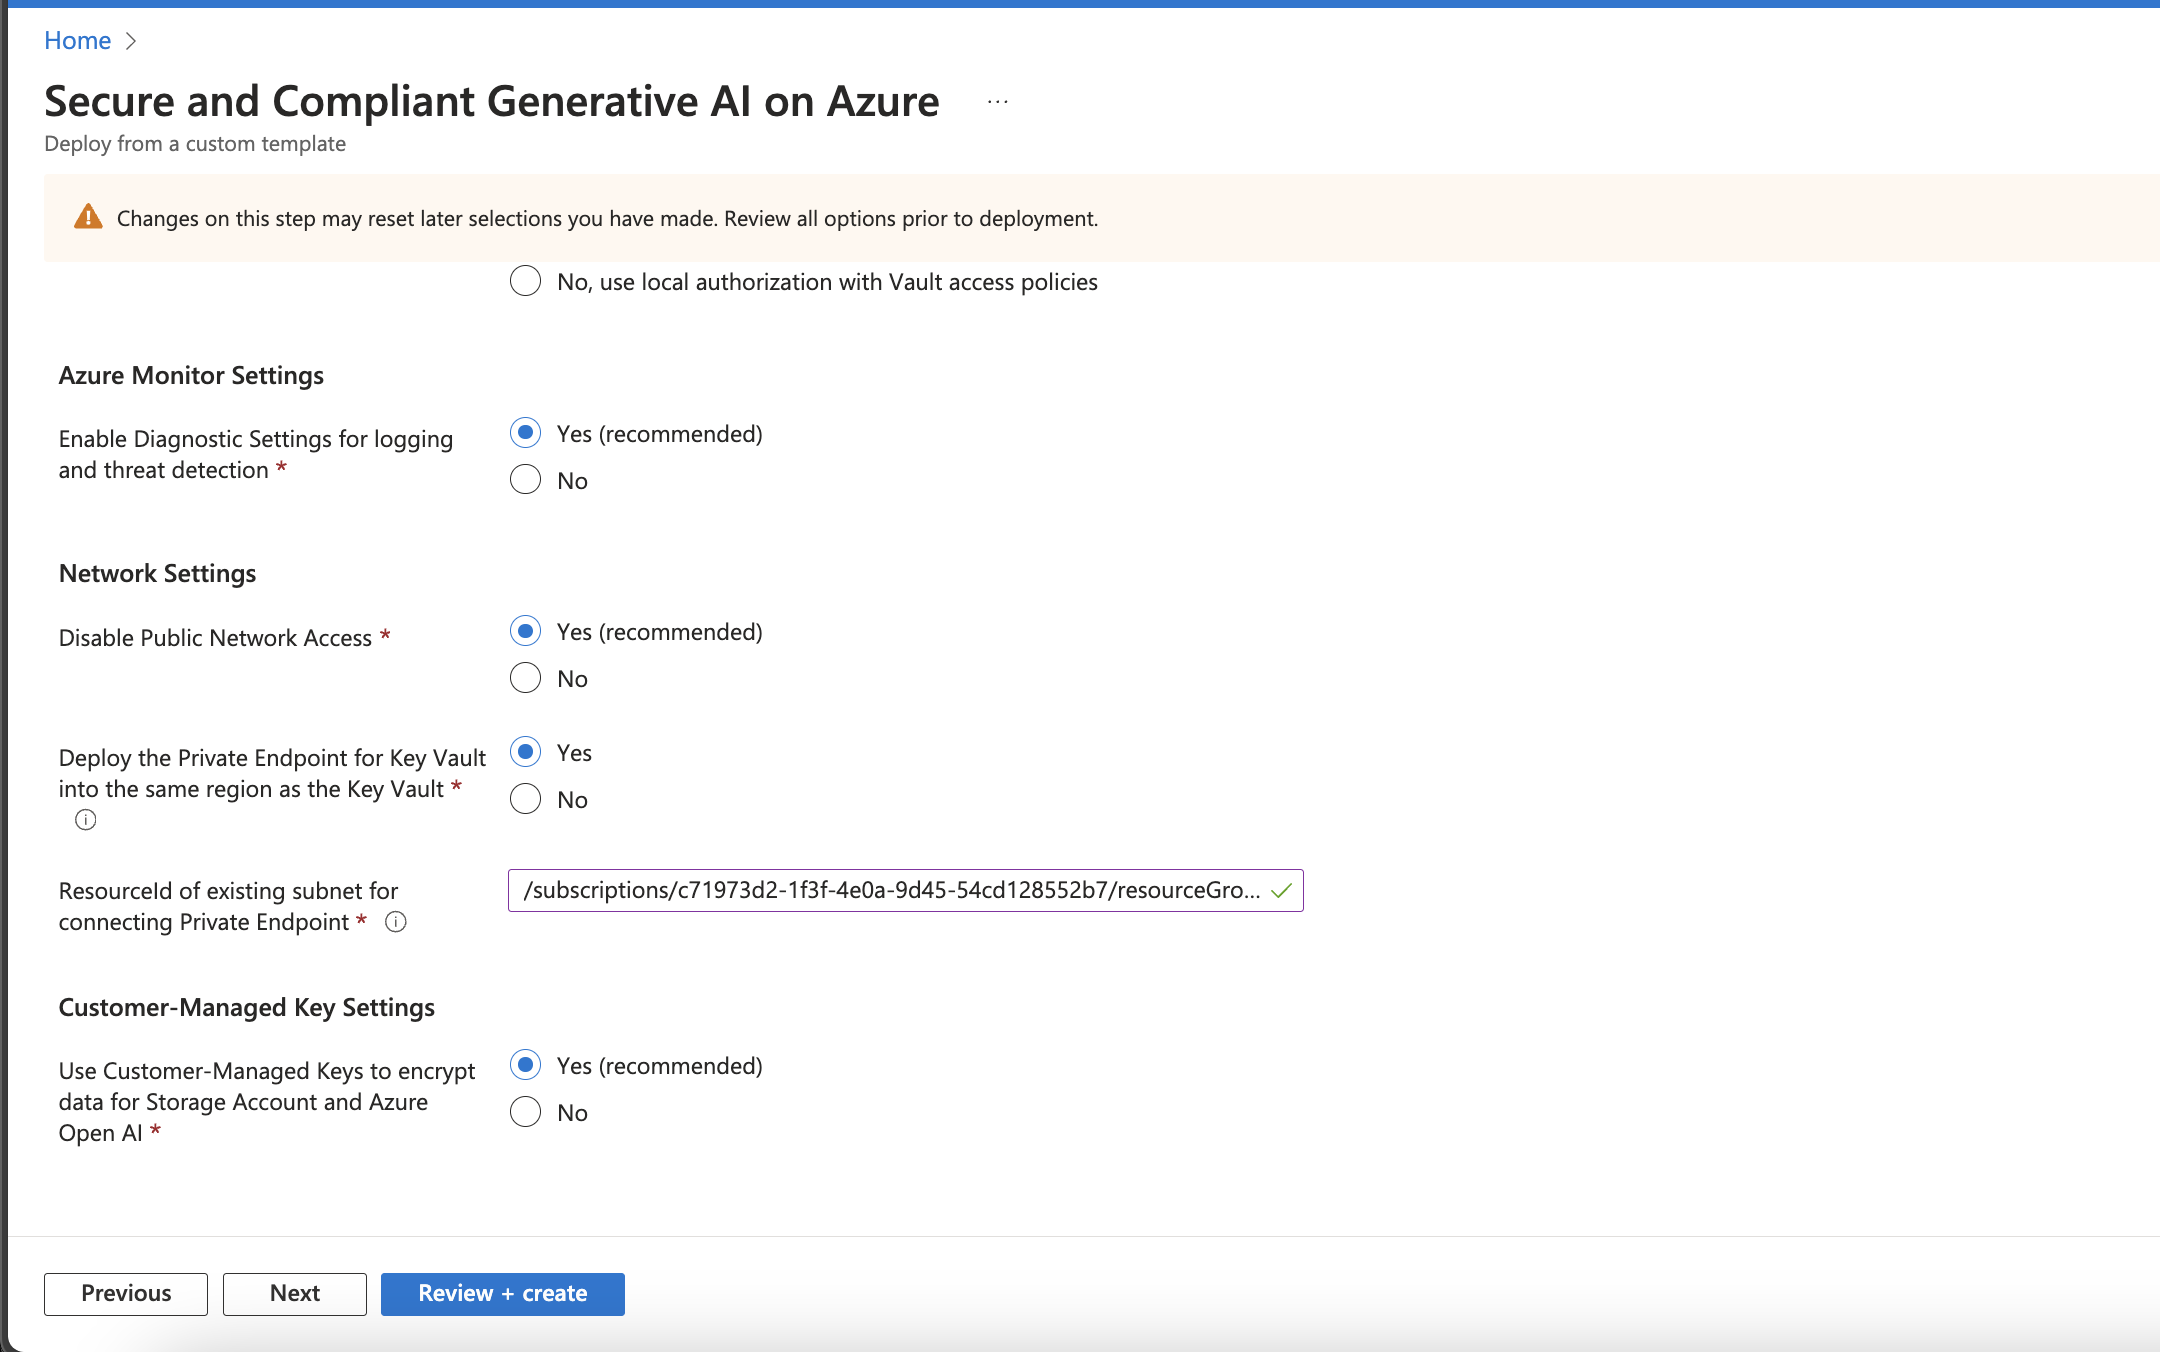 Home
Secure and Compliant Generative AI on Azure ...
Deploy from a custom template
Changes on this step may reset later selections you have made. Review all options prior to deployment.
No, use local authorization with Vault access policies
Azure Monitor Settings
Enable Diagnostic Settings for logging
and threat detection *
Yes (recommended)
No
Network Settings
Disable Public Network Access *
Yes (recommended)
No
Deploy the Private Endpoint for Key Vault
into the same region as the Key Vault *
Yes
No
ResourceId of existing subnet for
connecting Private Endpoint *
/subscriptions/c71973d2-1f3f-4e0a-9d45-54cd128552b7/resourceGro...
Customer-Managed Key Settings
Use Customer-Managed Keys to encrypt
data for Storage Account and Azure
Open AI *
Yes (recommended)
No
Previous
Next
Review + create